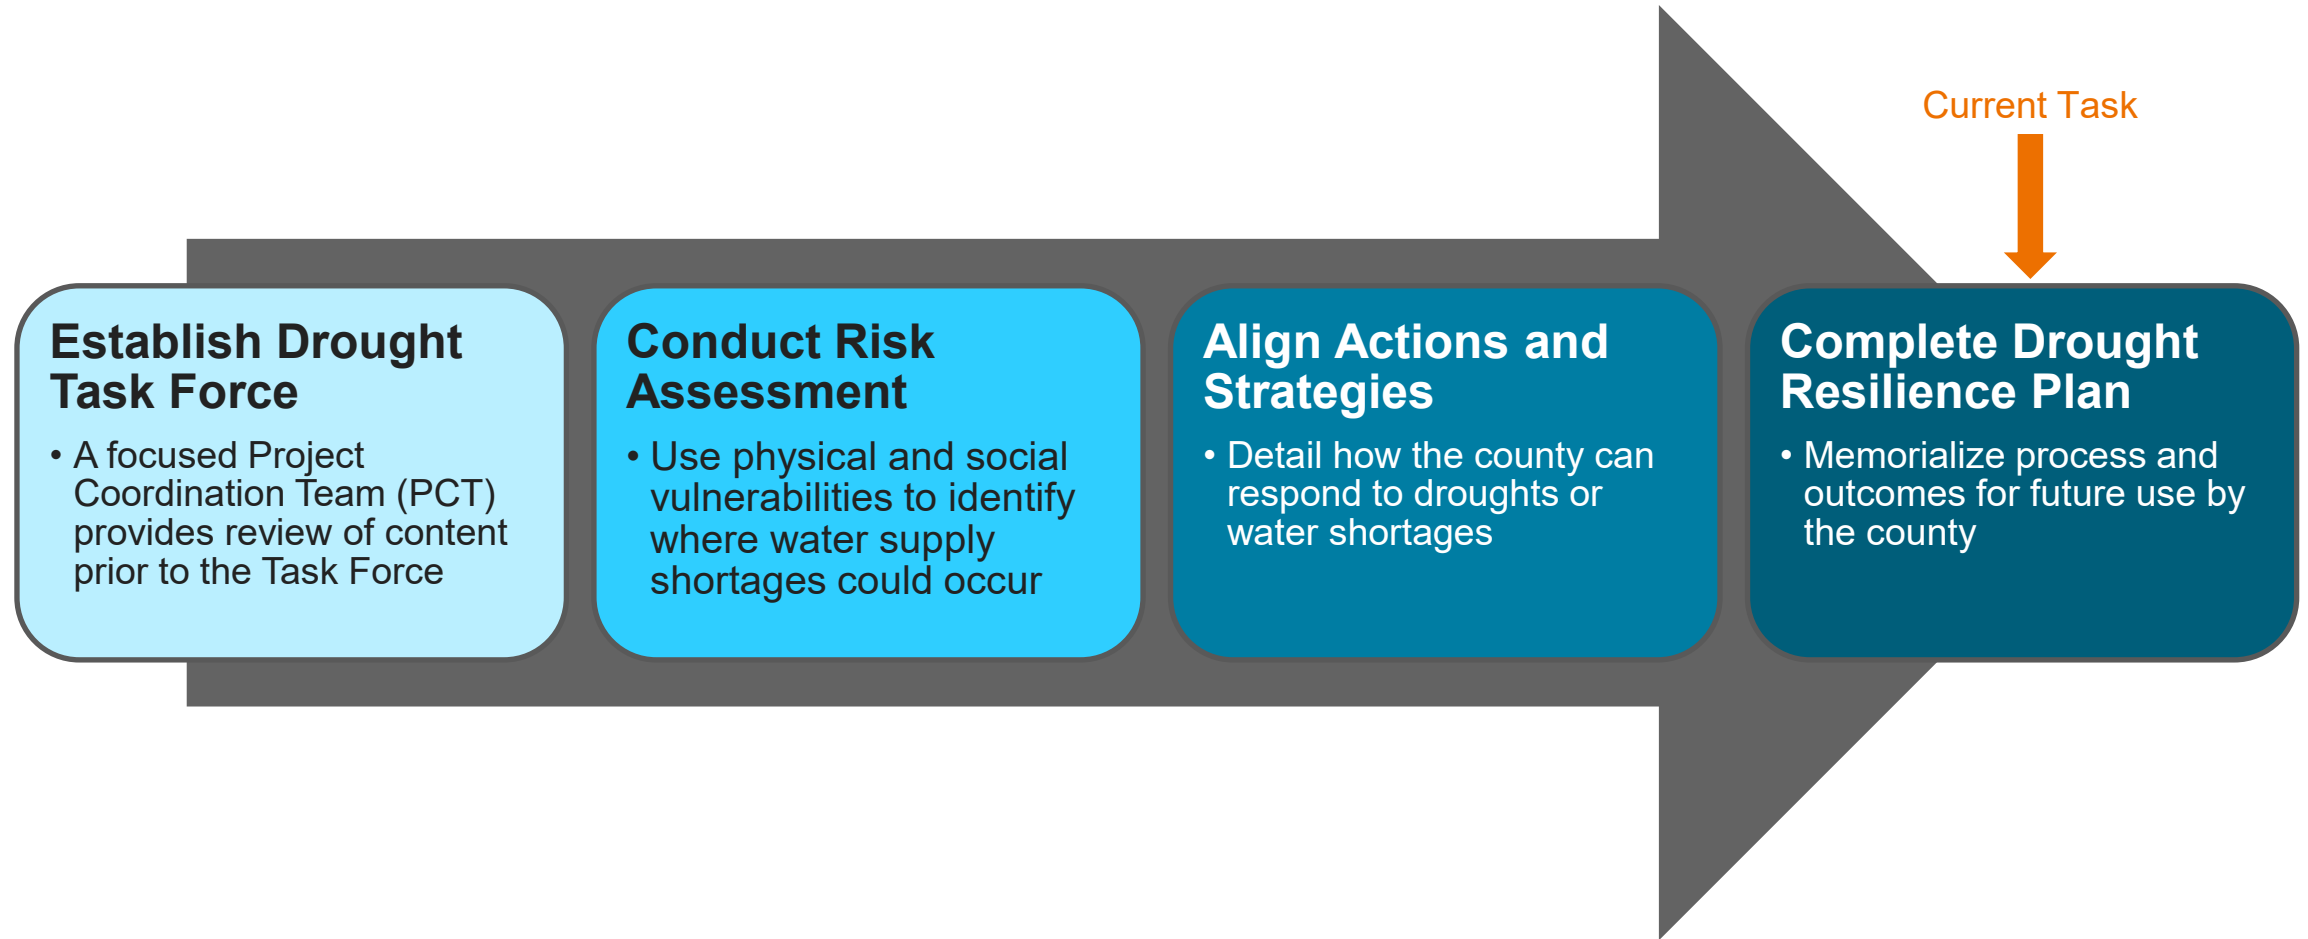 Current Task
Establish Drought
Task Force
• A focused Project
Coordination Team (PCT)
provides review of content
prior to the Task Force
Conduct Risk
Assessment
• Use physical and social
vulnerabilities to identify
where water supply
shortages could occur
Align Actions and
Strategies
• Detail how the county can
respond to droughts or
water shortages
Complete Drought
Resilience Plan
• Memorialize process and
outcomes for future use by
the county